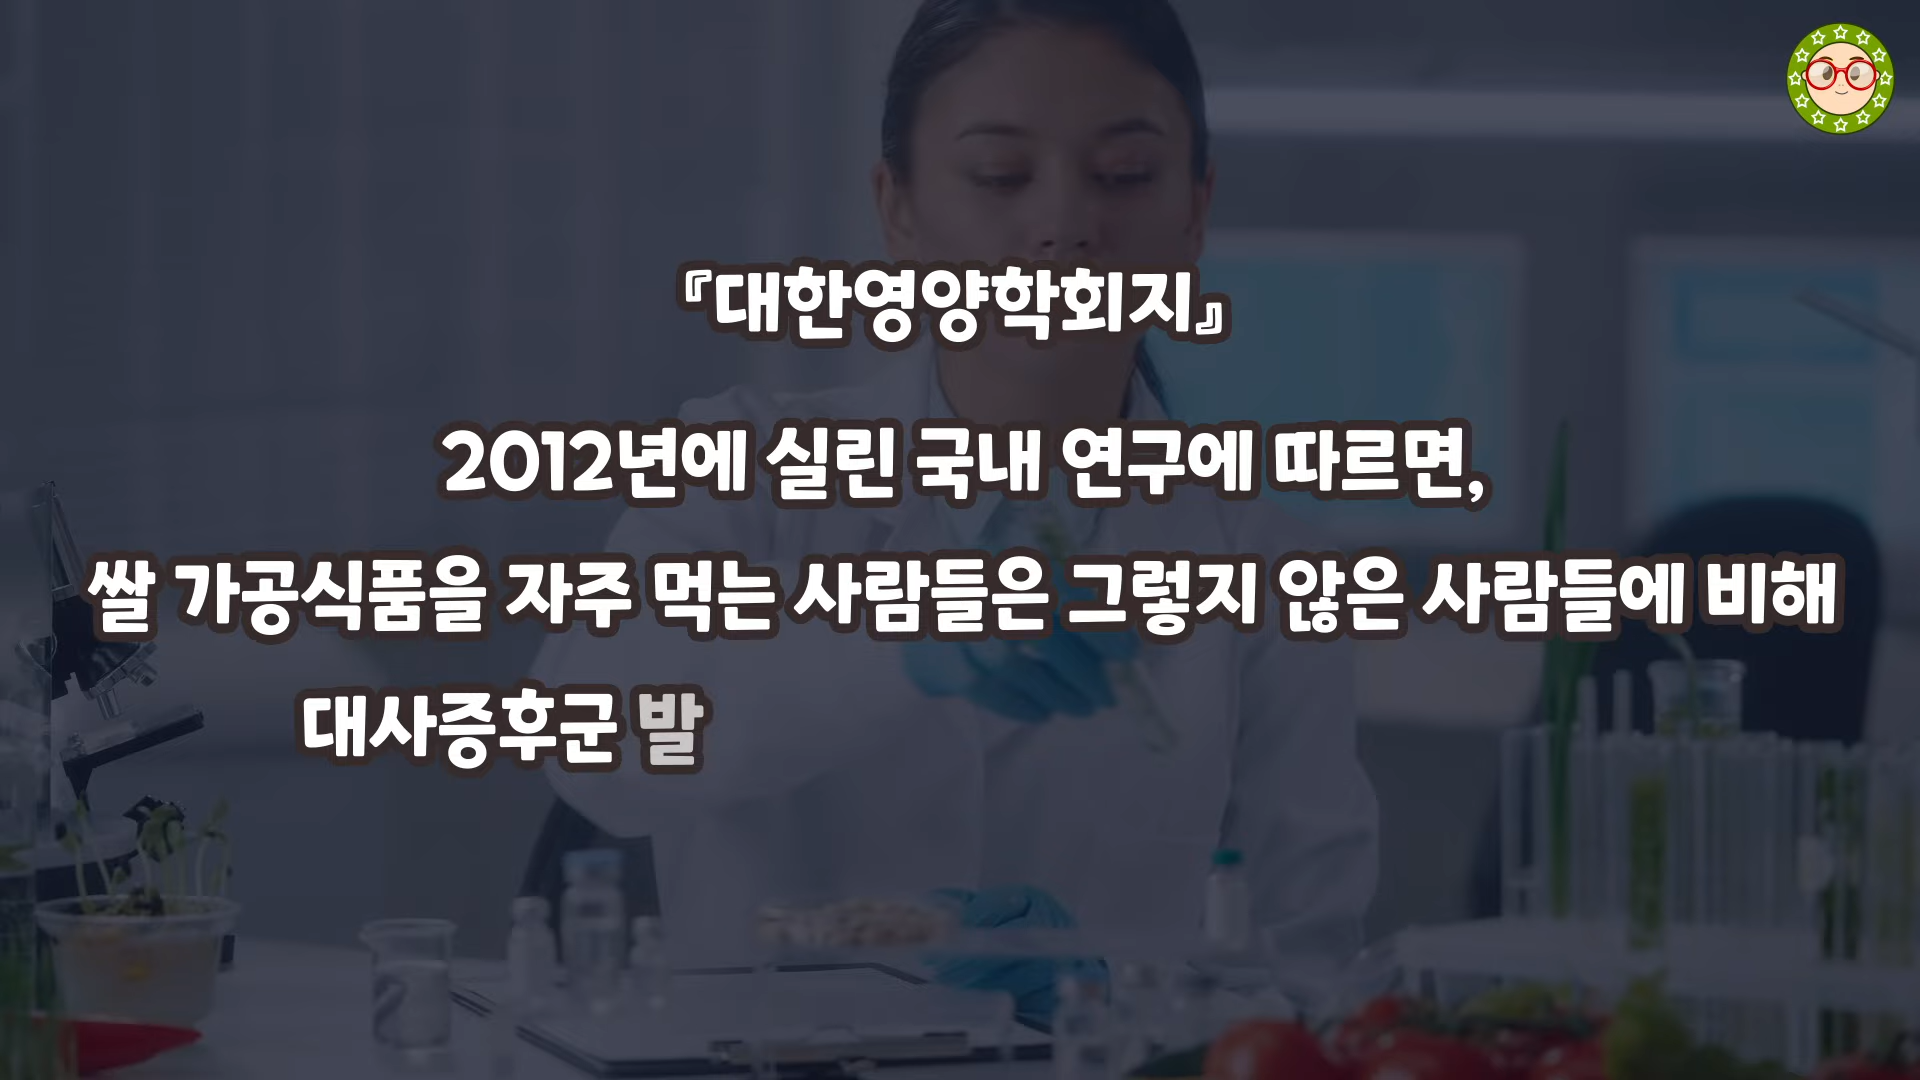 『대한영양학회지』
2012년에 실린 국내 연구에 따르면,
쌀 가공식품을 자주 먹는 사람들은 그렇지 않은 사람들에 비해
대사증후군 발